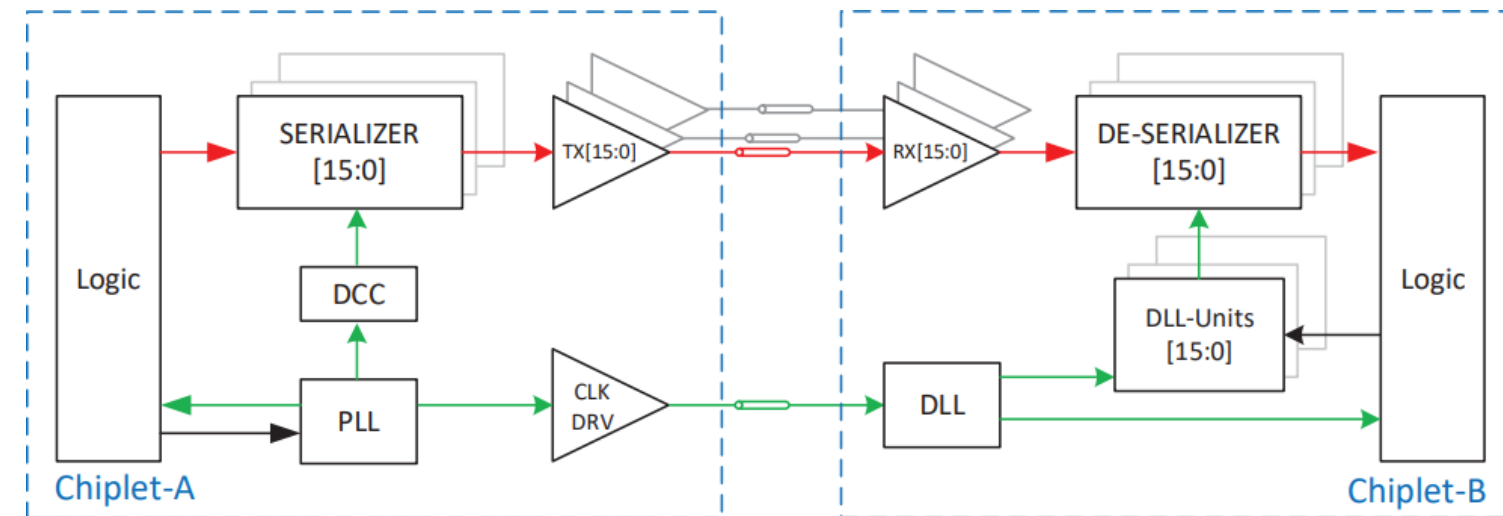 SERIALIZER
[15:0]
TX[15:0]
RX[15:0]
DE-SERIALIZER
[15:0]
Logic
DCC
DLL-Units
[15:0]
Logic
PLL
CLK
DRV
DLL
Chiplet-A
Chiplet-B